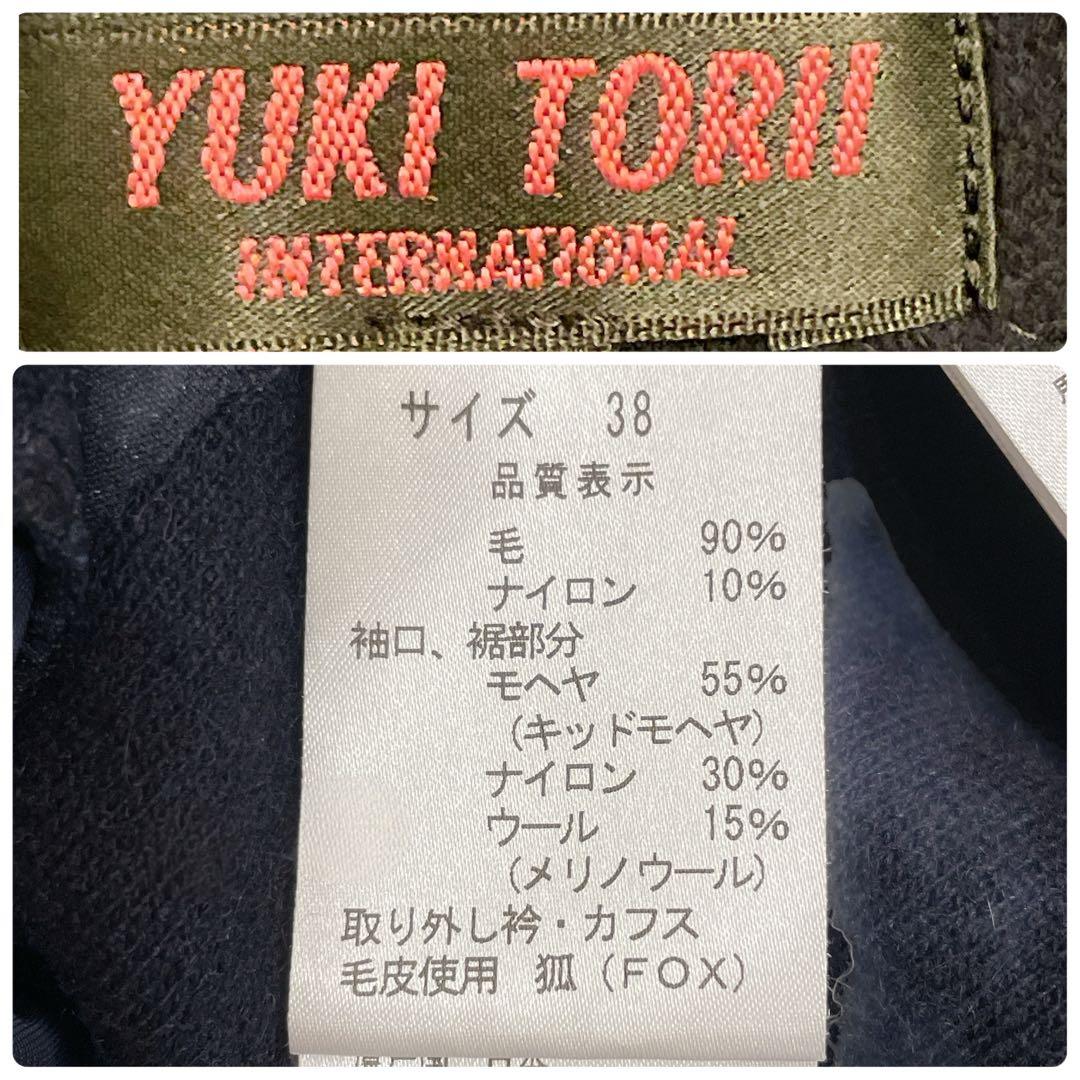 YUKI TORII
INTERNATIONAL
サイズ 38
品質表示
毛 90%
ナイロン 10%
袖口、裾部分
モヘヤ 55%
(キッドモヘヤ)
ナイロン 30%
ウール 15%
(メリノウール)
取り外し衿・カフス
毛皮使用 狐(FOX)